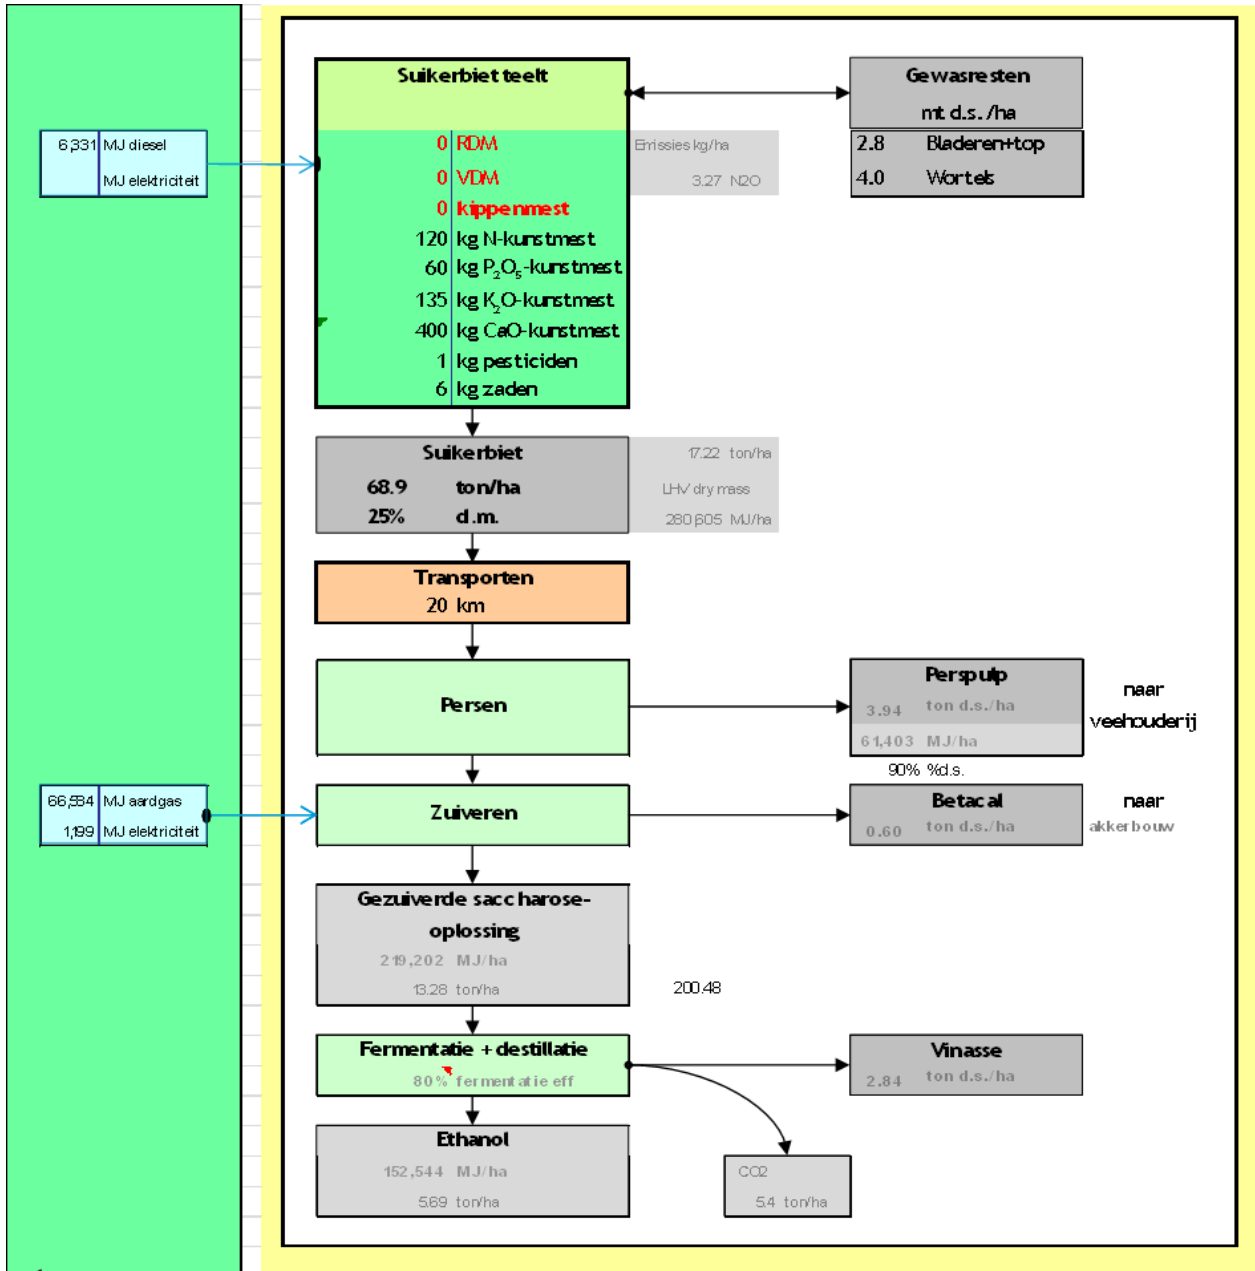 Suikerbiet teelt
Gewasresten
mt d.s. /ha
6,331 MJ diesel
MJ elektriciteit
0 RDM
0 VDM
0 kippenmest
120 kg N-kunstmest
60 kg P₂O₅-kunstmest
135 kg K₂O-kunstmest
400 kg CaO-kunstmest
1 kg pesticiden
6 kg zaden
Emissies kg/ha
3.27 N2O
2.8 Bladeren+top
4.0 Wortels
Suikerbiet
68.9 ton/ha
25% d.m.
17.22 ton/ha
LHV dry mass
280,605 MJ/ha
Transporten
20 km
Persen
Perspulp
3.94 ton d.s./ha
61,403 MJ/ha
90% %d.s.
naar
veehouderij
66,584 MJ aardgas
1,199 MJ elektriciteit
Zuiveren
Betacal
0.60 ton d.s./ha
naar
akkerbouw
Gezuiverde saccharose-
oplossing
219,202 MJ/ha
13.28 ton/ha
200.48
Fermentatie + destillatie
80% fermentatie eff
Vinasse
2.84 ton d.s./ha
Ethanol
152,544 MJ/ha
5.69 ton/ha
CO2
5.4 ton/ha